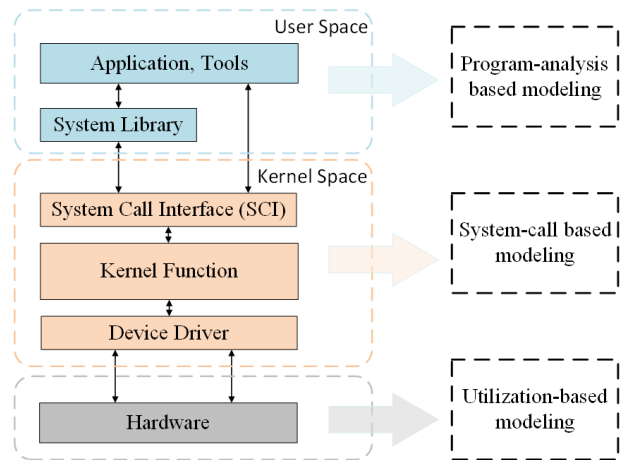 User Space
Application, Tools
System Library
Program-analysis
based modeling
Kernel Space
System Call Interface (SCI)
Kernel Function
Device Driver
System-call based
modeling
Hardware
Utilization-based
modeling